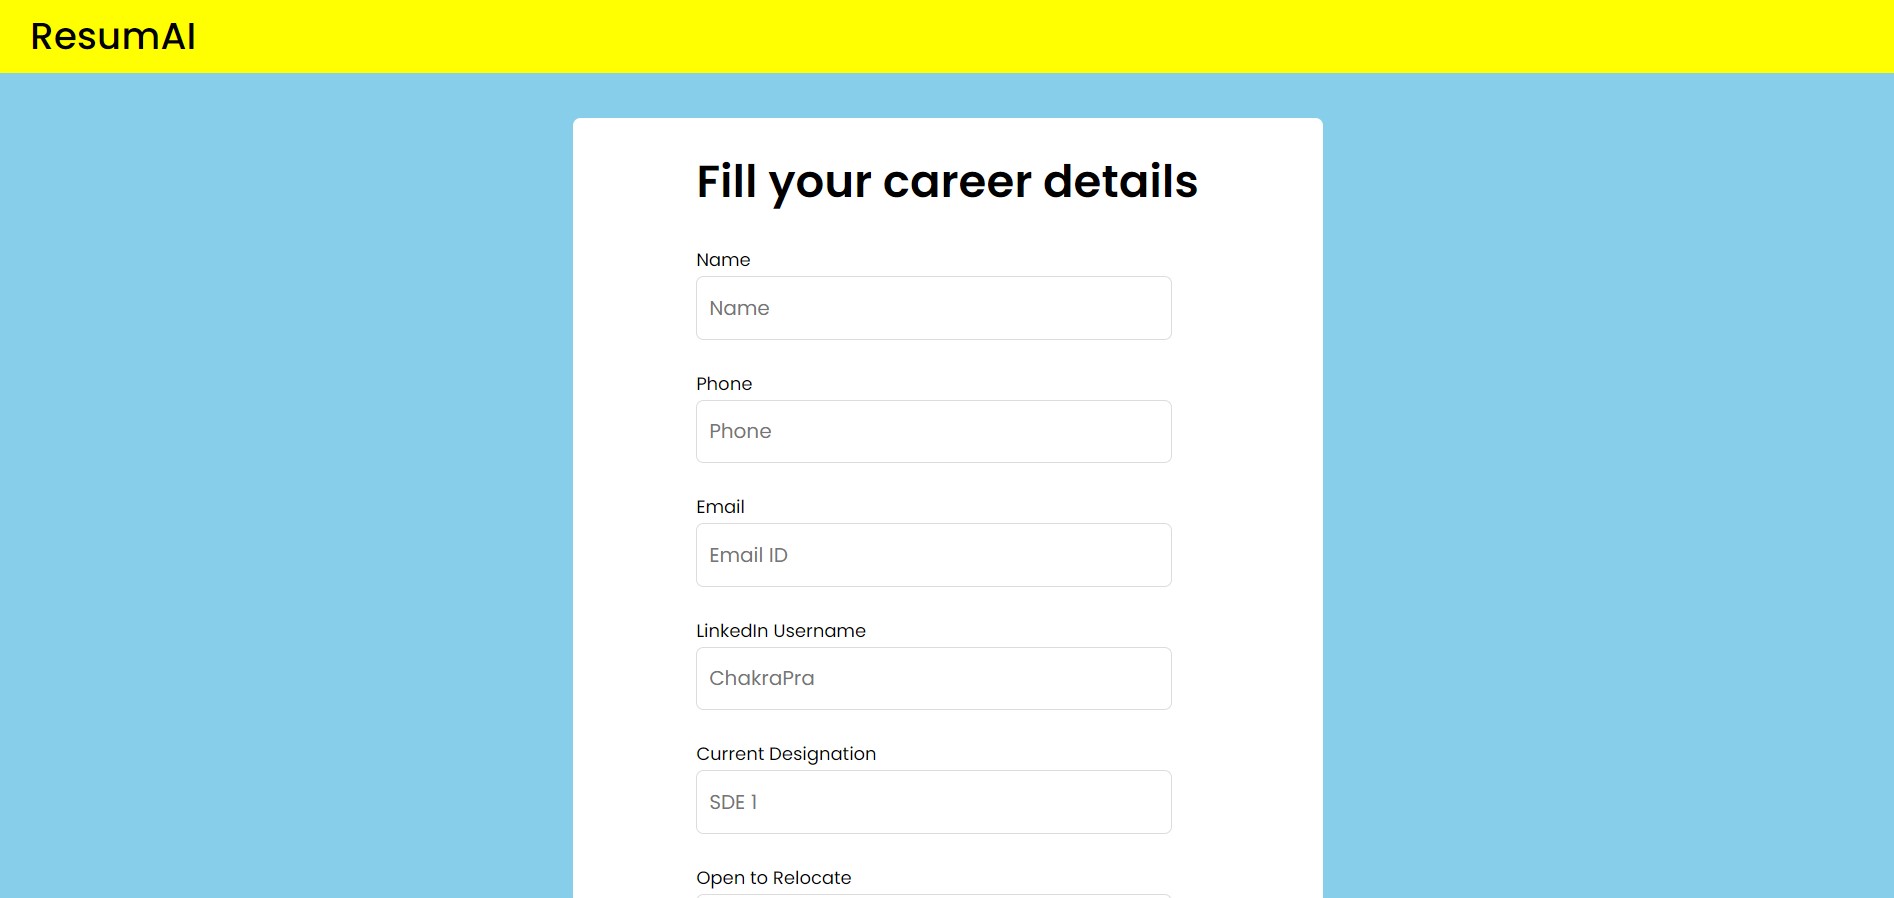 ResumAI
Fill your career details
Name
Name
Phone
Phone
Email
Email ID
LinkedIn Username
ChakraPra
Current Designation
SDE 1
Open to Relocate